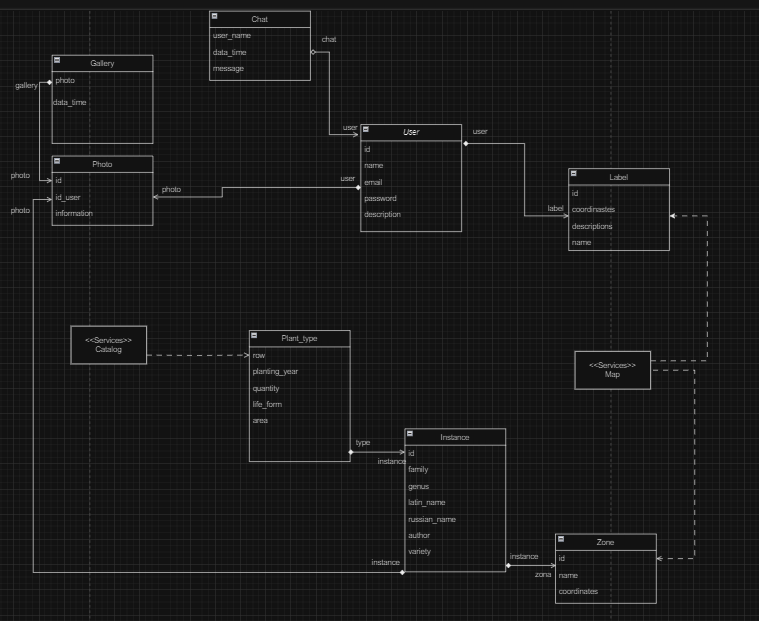 Chat
user_name
data_time
message
chat
Gallery
photo
data_time
gallery
photo
Photo
id
id_user
information
photo
photo
user
User
id
name
email
password
description
user
user
label
Label
id
coordinastes
descriptions
name
<<Services>>
Catalog
Plant_type
row
planting_year
quantity
life_form
area
<<Services>>
Map
type
instance
Instance
id
family
genus
latin_name
russian_name
author
variety
instance
instance
zona
Zone
id
name
coordinates